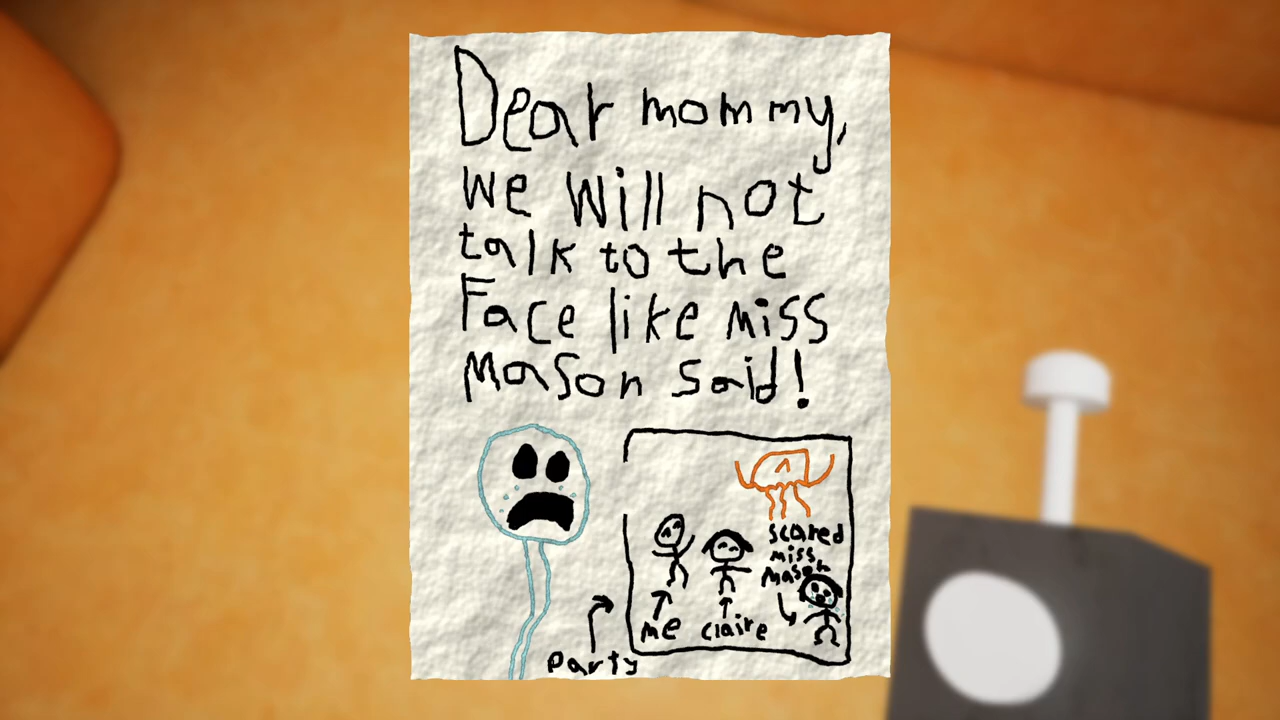 Dear mommy,
we will not
talk to the
Face like Miss
Mason said!
scared
miss
Mason
me
claire
party